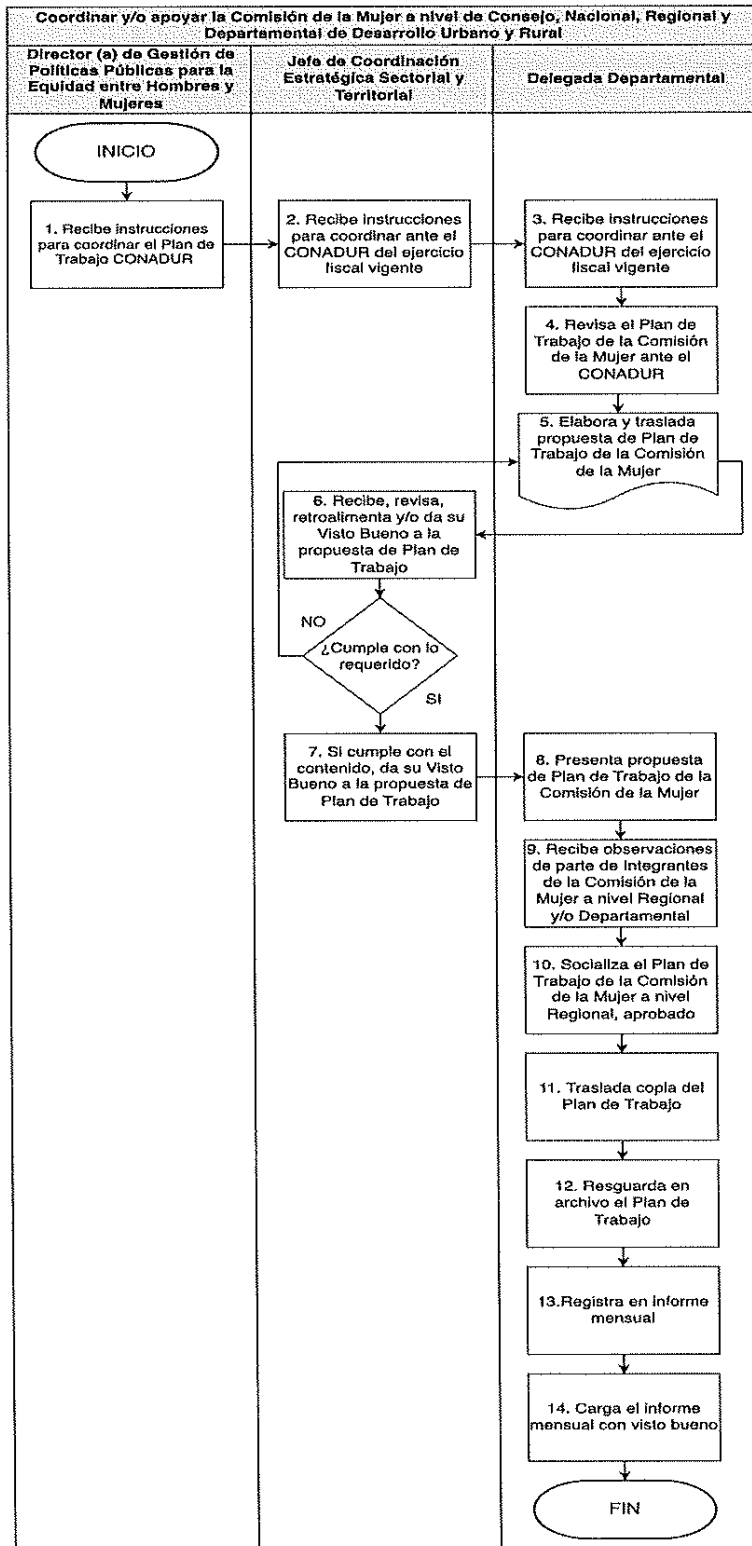 Coordinar y/o apoyar la Comisión de la Mujer a nivel de Consejo, Nacional, Regional y
Departamental de Desarrollo Urbano y Rural
Director (a) de Gestión de
Políticas Públicas para la
Equidad entre Hombres y
Mujeres
Jefe de Coordinación
Estratégica Sectorial y
Territorial
Delegada Departamental
INICIO
1. Recibe instrucciones
para coordinar el Plan de
Trabajo CONADUR
2. Recibe instrucciones
para coordinar ante el
CONADUR del ejercicio
fiscal vigente
3. Recibe instrucciones
para coordinar ante el
CONADUR del ejercicio
fiscal vigente
4. Revisa el Plan de
Trabajo de la Comisión
de la Mujer ante el
CONADUR
5. Elabora y traslada
propuesta de Plan de
Trabajo de la Comisión
de la Mujer
6. Recibe, revisa,
retroalimenta y/o da su
Visto Bueno a la
propuesta de Plan de
Trabajo
NO
¿Cumple con lo
requerido?
SI
7. Si cumple con el
contenido, da su Visto
Bueno a la propuesta de
Plan de Trabajo
8. Presenta propuesta
de Plan de Trabajo de la
Comisión de la Mujer
9. Recibe observaciones
de parte de Integrantes
de la Comisión de la
Mujer a nivel Regional
y/o Departamental
10. Socializa el Plan de
Trabajo de la Comisión
de la Mujer a nivel
Regional, aprobado
11. Traslada copia del
Plan de Trabajo
12. Resguarda en
archivo el Plan de
Trabajo
13.Registra en informe
mensual
14. Carga el informe
mensual con visto bueno
FIN